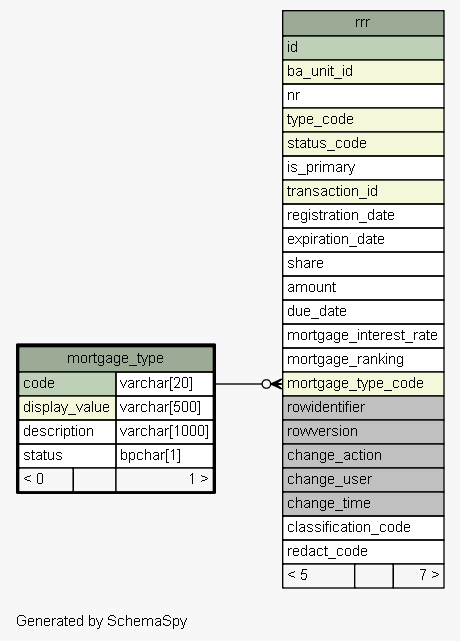 rrr
id
ba_unit_id
nr
type_code
status_code
is_primary
transaction_id
registration_date
expiration_date
share
amount
due_date
mortgage_interest_rate
mortgage_ranking
mortgage_type_code
rowidentifier
rowversion
change_action
change_user
change_time
classification_code
redact_code
< 5 7 >
mortgage_type
code varchar[20]
display_value varchar[500]
description varchar[1000]
status bpchar[1]
< 0 1 >
Generated by SchemaSpy